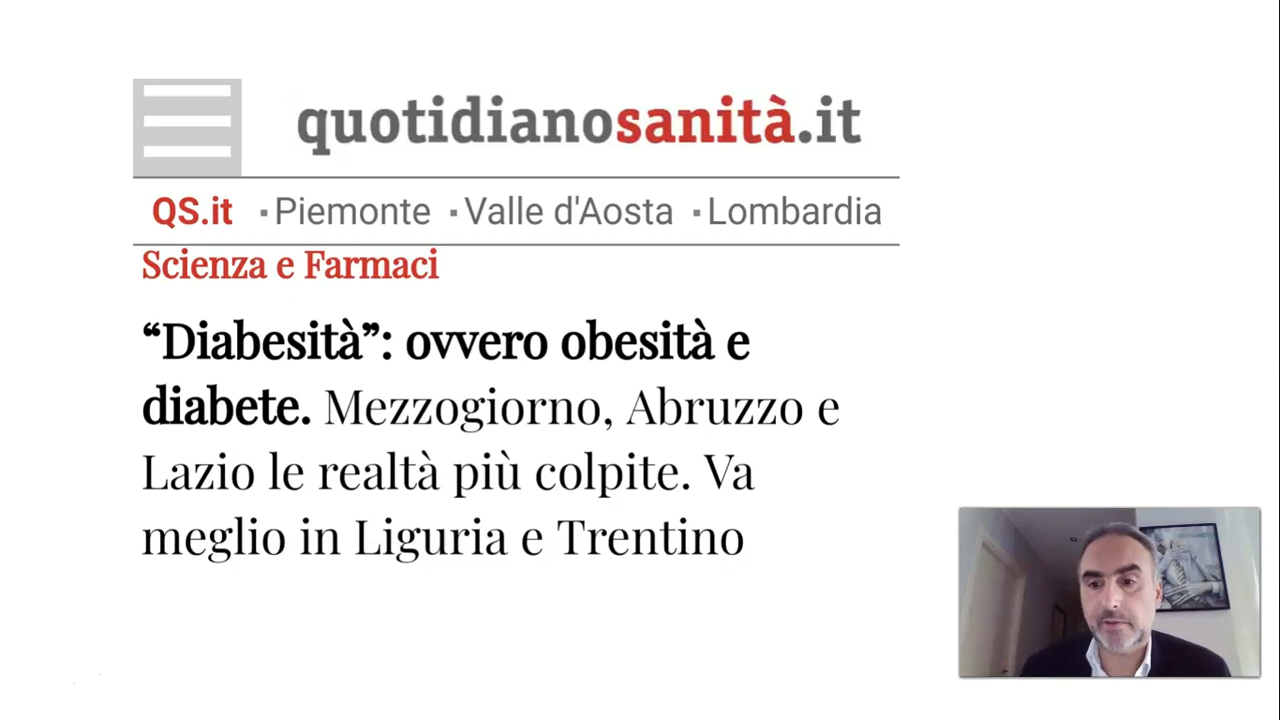 quotidianosanità.it
QS.it ▪Piemonte ▪Valle d'Aosta ▪Lombardia
Scienza e Farmaci
“Diabesità”: ovvero obesità e
diabete. Mezzogiorno, Abruzzo e
Lazio le realtà più colpite. Va
meglio in Liguria e Trentino